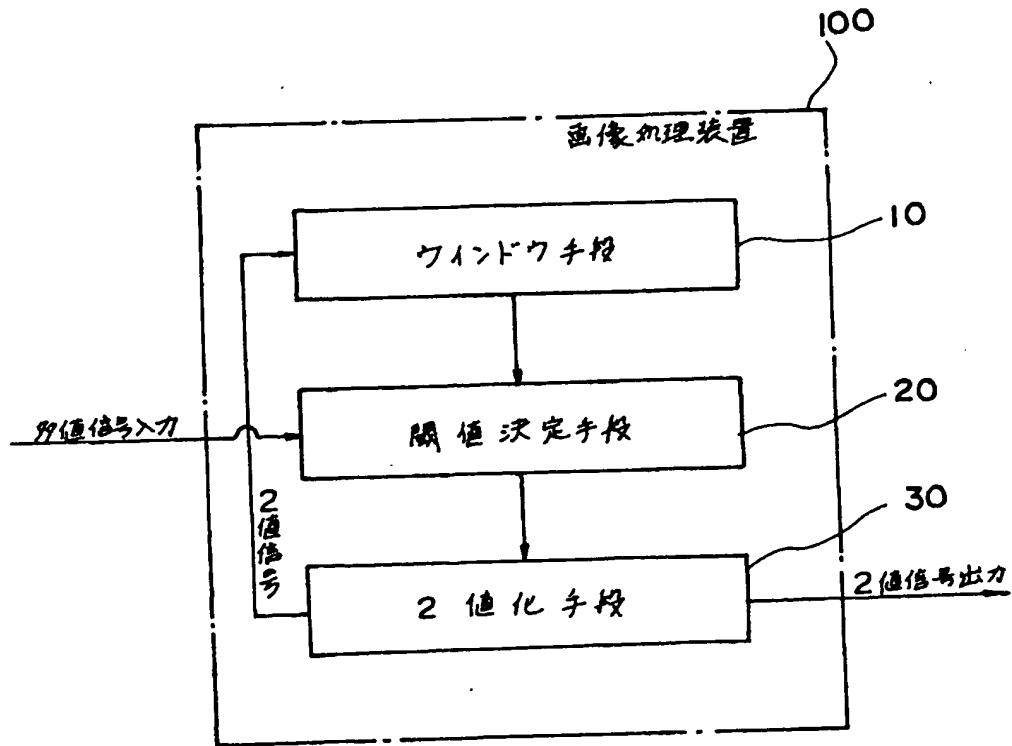 100
画像処理装置
ウィンドウ手段
10
多値信号入力
閾値決定手段
20
2値信号
2値化手段
30
2値信号出力